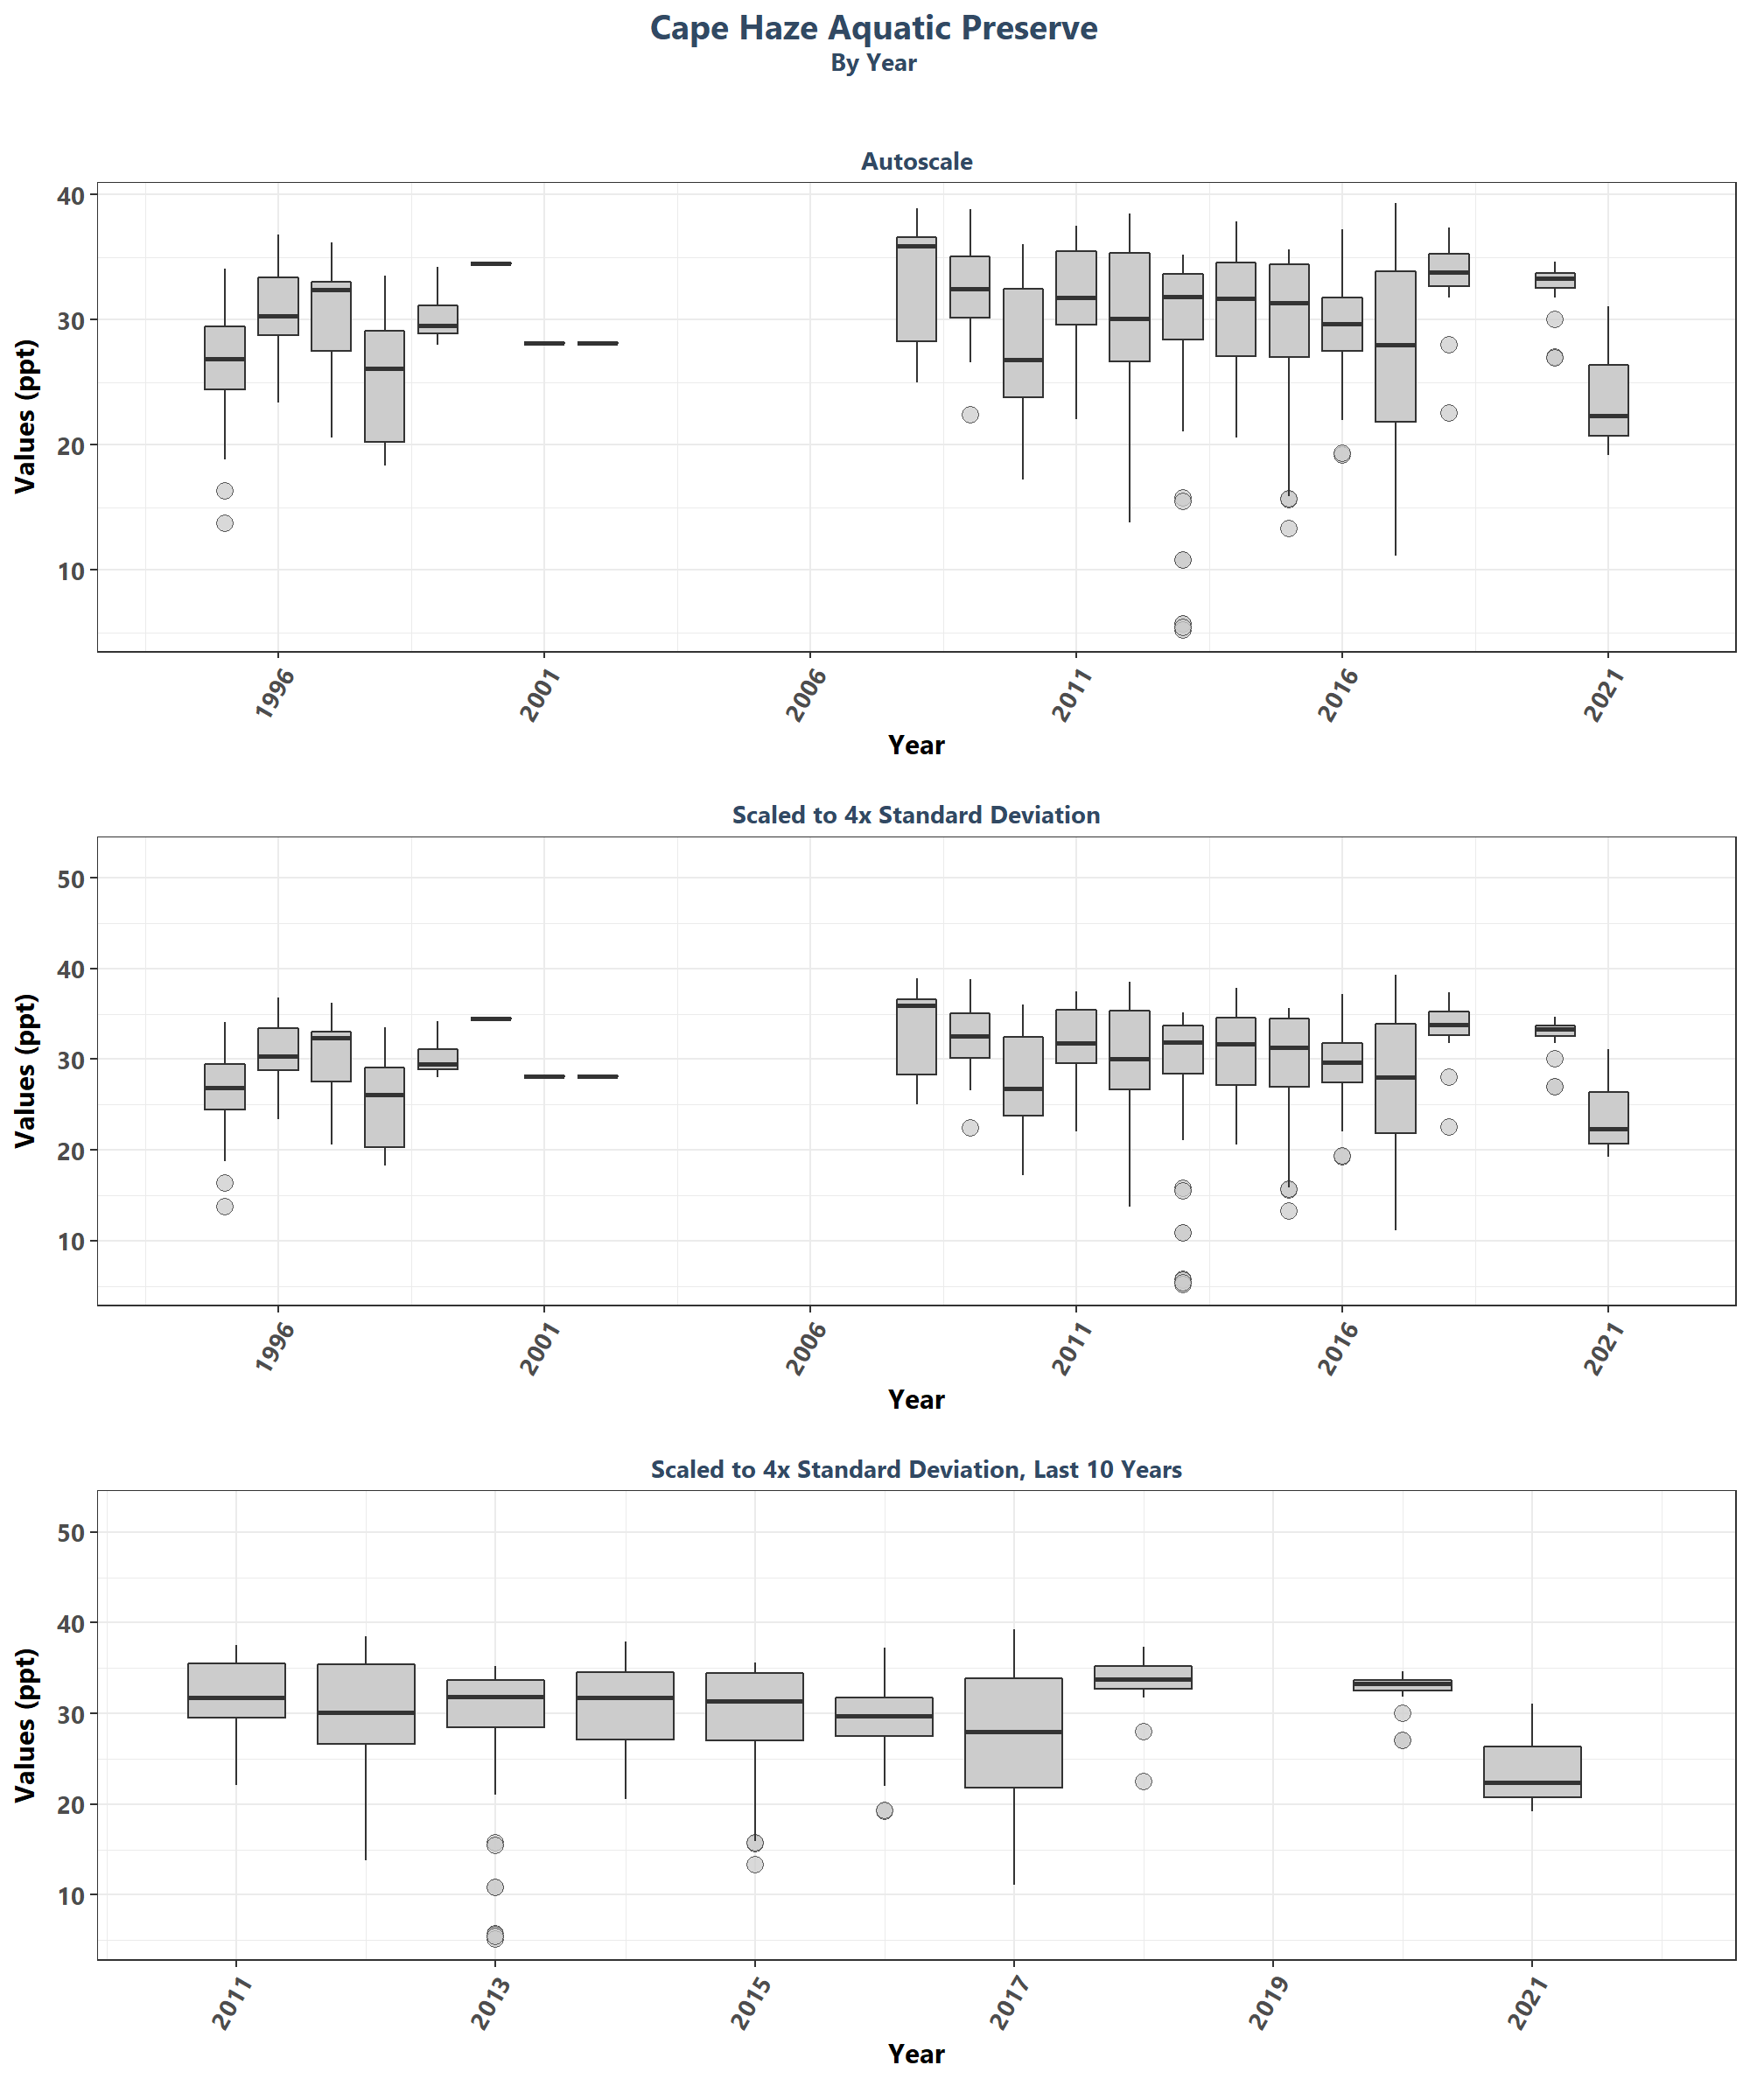 Cape Haze Aquatic Preserve
By Year
Autoscale
Values (ppt)
40
30
20
10
1996
2001
2006
2011
2016
2021
Year
Scaled to 4x Standard Deviation
Values (ppt)
50
40
30
20
10
1996
2001
2006
2011
2016
2021
Year
Scaled to 4x Standard Deviation, Last 10 Years
Values (ppt)
50
40
30
20
10
2011
2013
2015
2017
2019
2021
Year